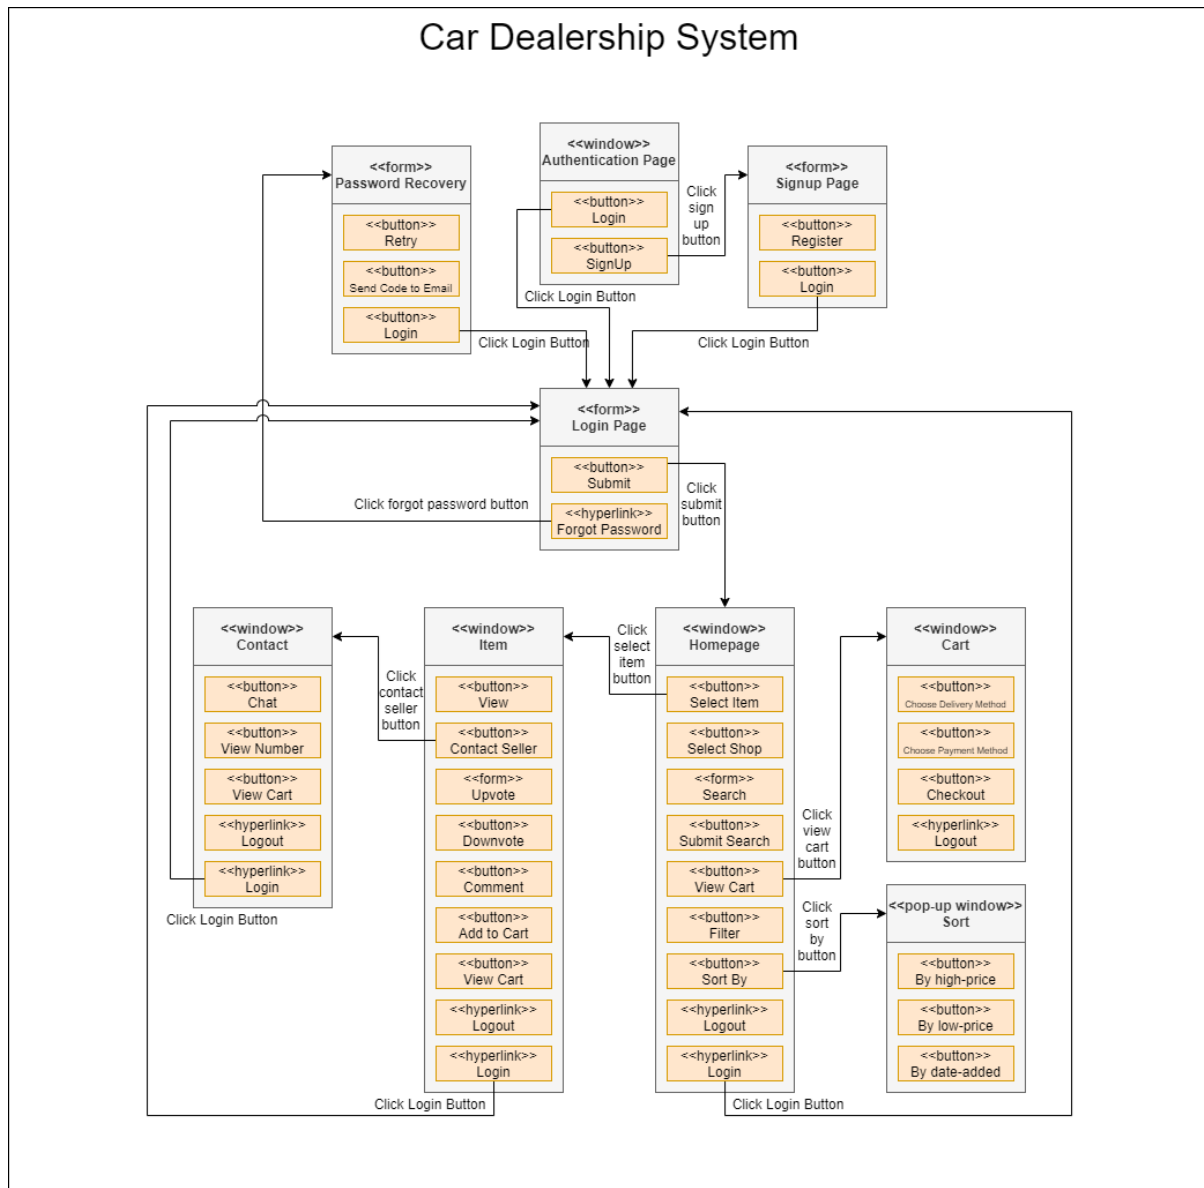 Car Dealership System
<<form>>
Password Recovery
<<button>>
Retry
<<button>>
Send Code to Email
<<button>>
Login
<<window>>
Authentication Page
<<button>>
Login
<<button>>
SignUp
Click
sign
up
button
<<form>>
Signup Page
<<button>>
Register
<<button>>
Login
Click Login Button
Click Login Button
Click Login Button
<<form>>
Login Page
<<button>>
Submit
<<hyperlink>>
Forgot Password
Click forgot password button
Click
submit
button
<<window>>
Contact
<<button>>
Chat
<<button>>
View Number
<<button>>
View Cart
<<hyperlink>>
Logout
<<hyperlink>>
Login
Click Login Button
Click
contact
seller
button
<<window>>
Item
<<button>>
View
<<button>>
Contact Seller
<<form>>
Upvote
<<button>>
Downvote
<<button>>
Comment
<<button>>
Add to Cart
<<button>>
View Cart
<<hyperlink>>
Logout
<<hyperlink>>
Login
Click Login Button
Click
select
item
button
<<window>>
Homepage
<<button>>
Select Item
<<button>>
Select Shop
<<form>>
Search
<<button>>
Submit Search
<<button>>
View Cart
<<button>>
Filter
<<button>>
Sort By
<<hyperlink>>
Logout
<<hyperlink>>
Login
Click Login Button
Click
view
cart
button
Click
sort
by
button
<<window>>
Cart
<<button>>
Choose Delivery Method
<<button>>
Choose Payment Method
<<button>>
Checkout
<<hyperlink>>
Logout
<<pop-up window>>
Sort
<<button>>
By high-price
<<button>>
By low-price
<<button>>
By date-added